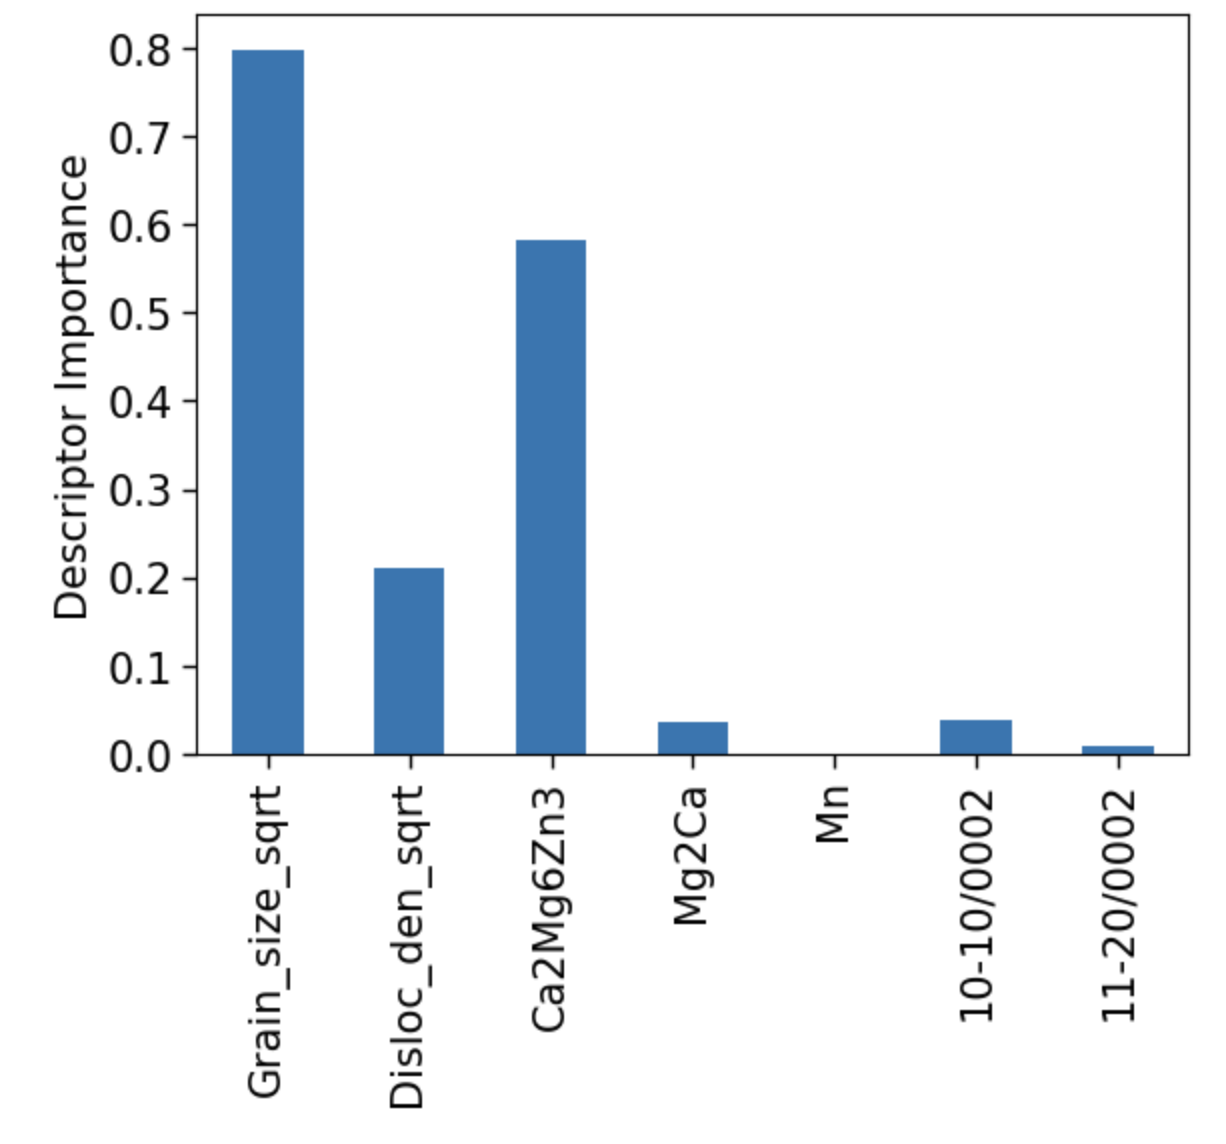 Descriptor Importance
0.8
0.7
0.6
0.5
0.4
0.3
0.2
0.1
0.0
Grain_size_sqrt
Disloc_den_sqrt
Ca2Mg6Zn3
Mg2Ca
Mn
10-10/0002
11-20/0002